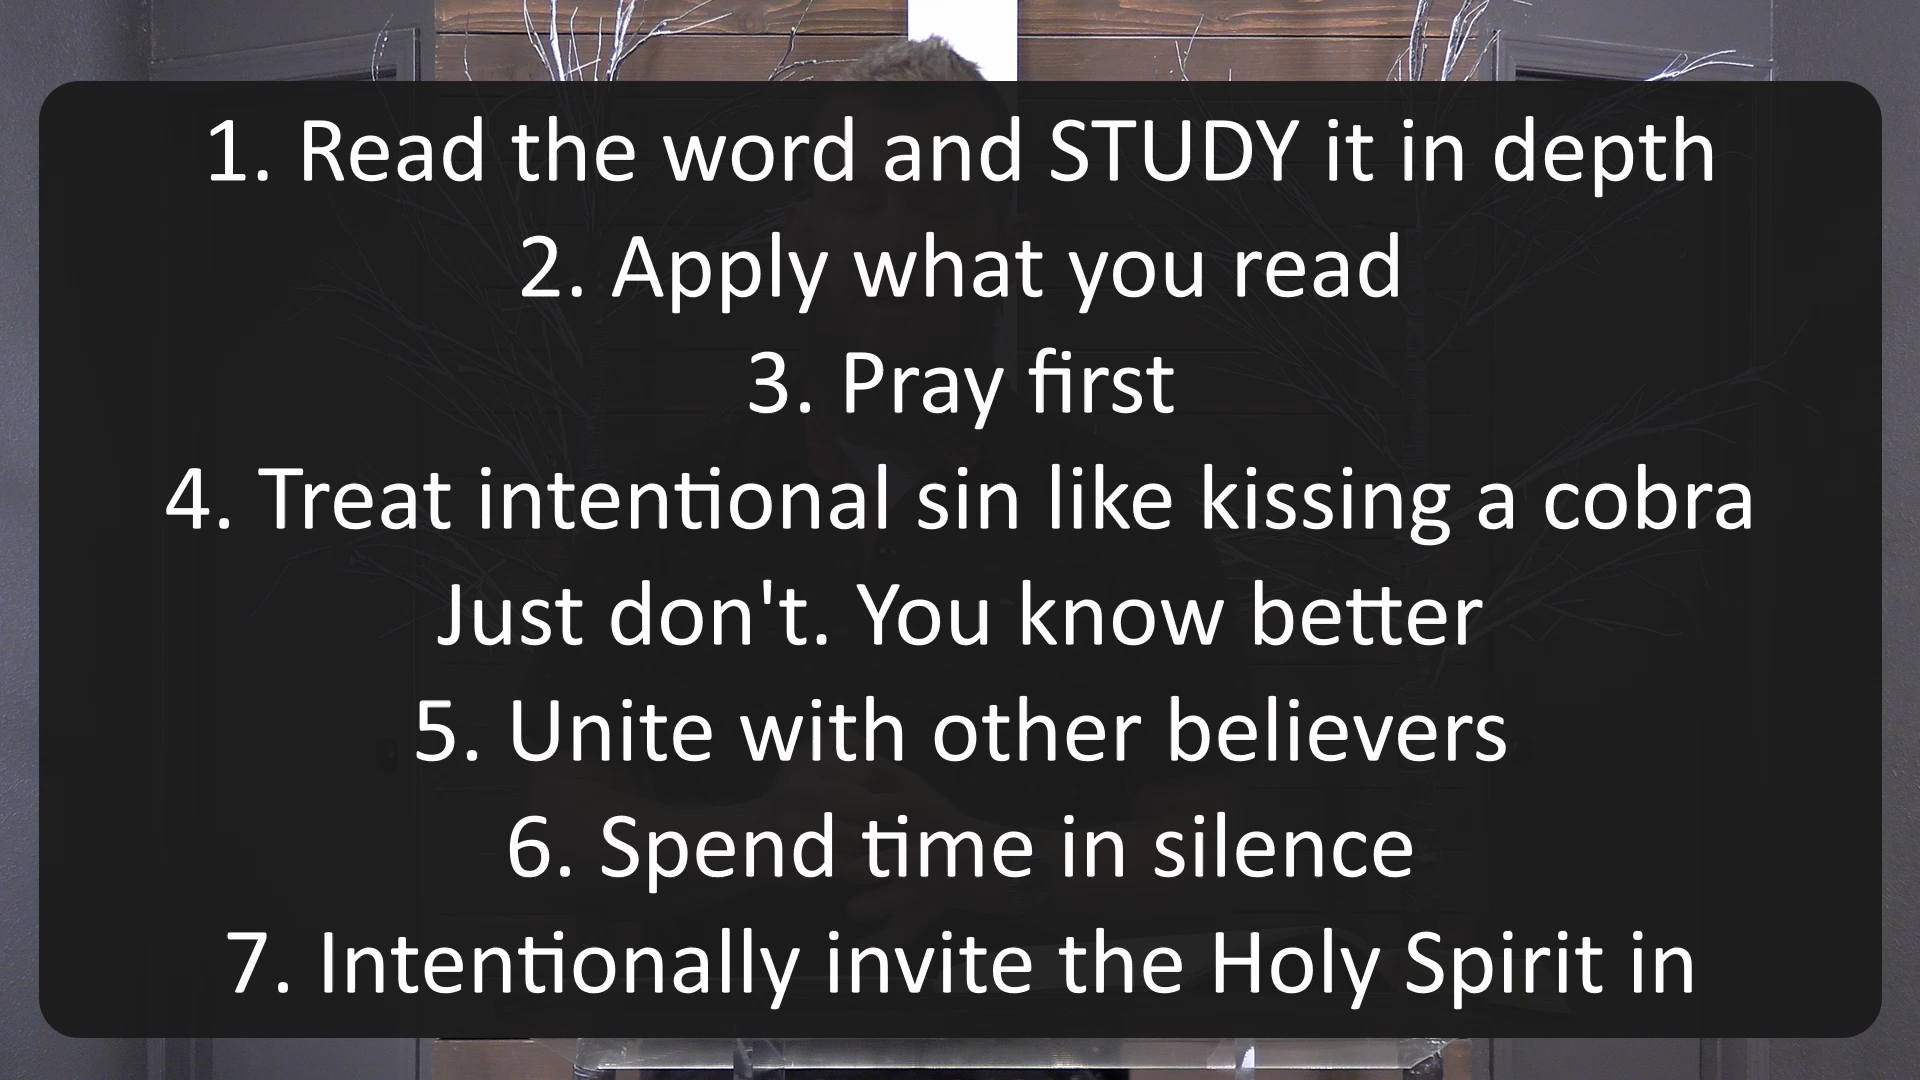 1. Read the word and STUDY it in depth
2. Apply what you read
3. Pray first
4. Treat intentional sin like kissing a cobra
Just don't. You know better
5. Unite with other believers
6. Spend time in silence
7. Intentionally invite the Holy Spirit in